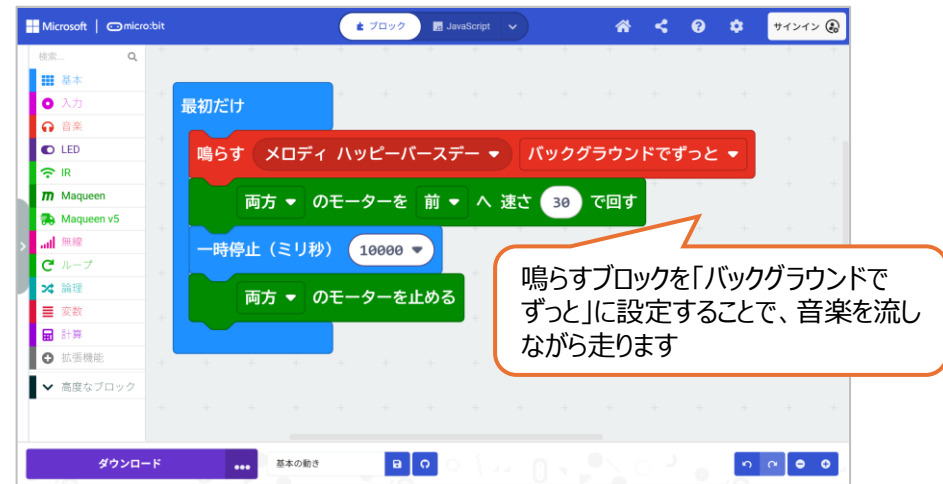 Microsoft micro:bit ブロック JavaScript サインイン
検索...
基本
入力
音楽
LED
IR
Maqueen
Maqueen v5
無線
ループ
論理
変数
計算
拡張機能
高度なブロック
最初だけ
鳴らす メロディ ハッピーバースデー バックグラウンドでずっと
両方 のモーターを 前 へ 速さ 30 で回す
一時停止（ミリ秒） 10000
両方 のモーターを止める
鳴らすブロックを「バックグラウンドで
ずっと」に設定することで、音楽を流し
ながら走ります
ダウンロード ••• 基本の動き